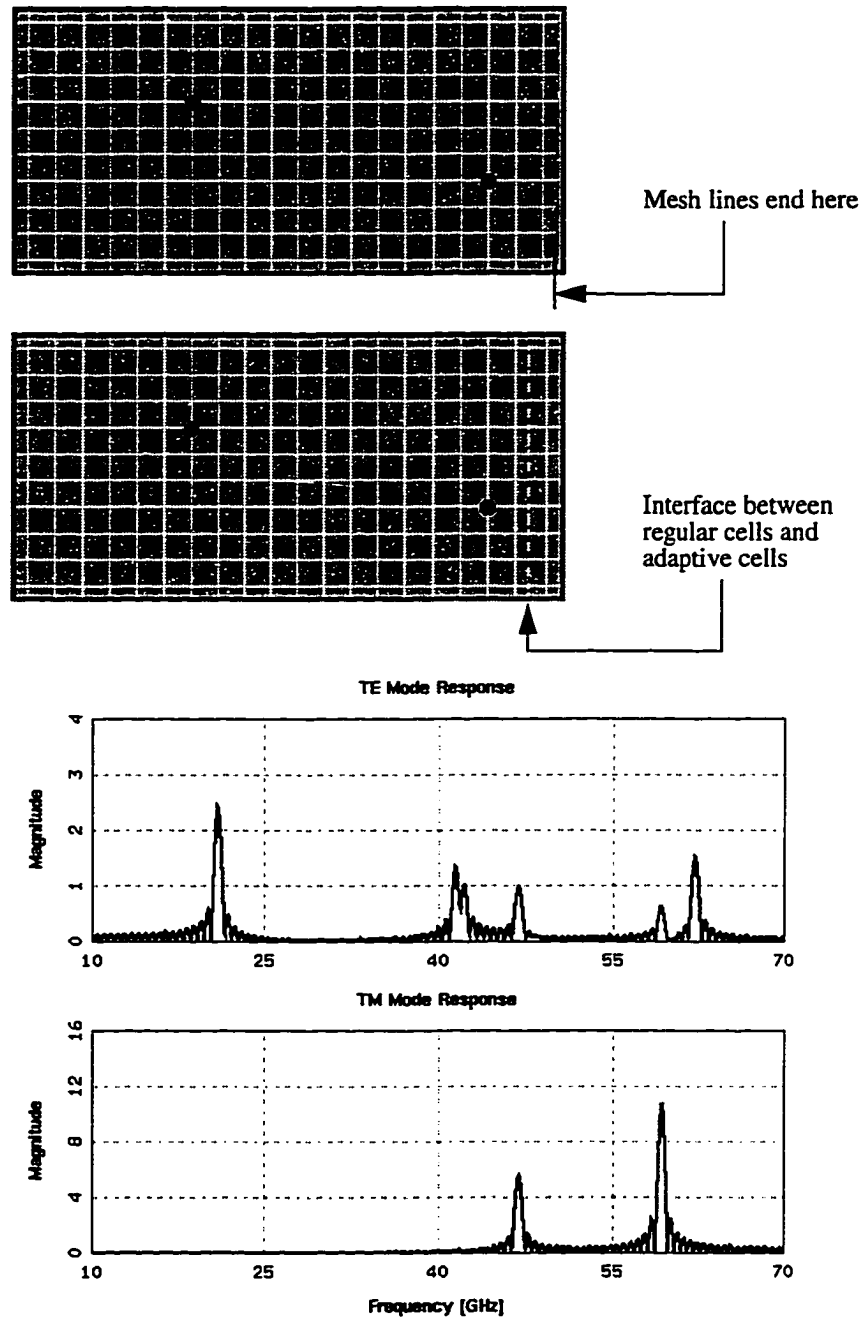 Mesh lines end here
Interface between
regular cells and
adaptive cells
TE Mode Response
Magnitude
4
3
2
1
0
10
25
40
55
70
TM Mode Response
Magnitude
16
12
8
4
0
10
25
40
55
70
Frequency [GHz]